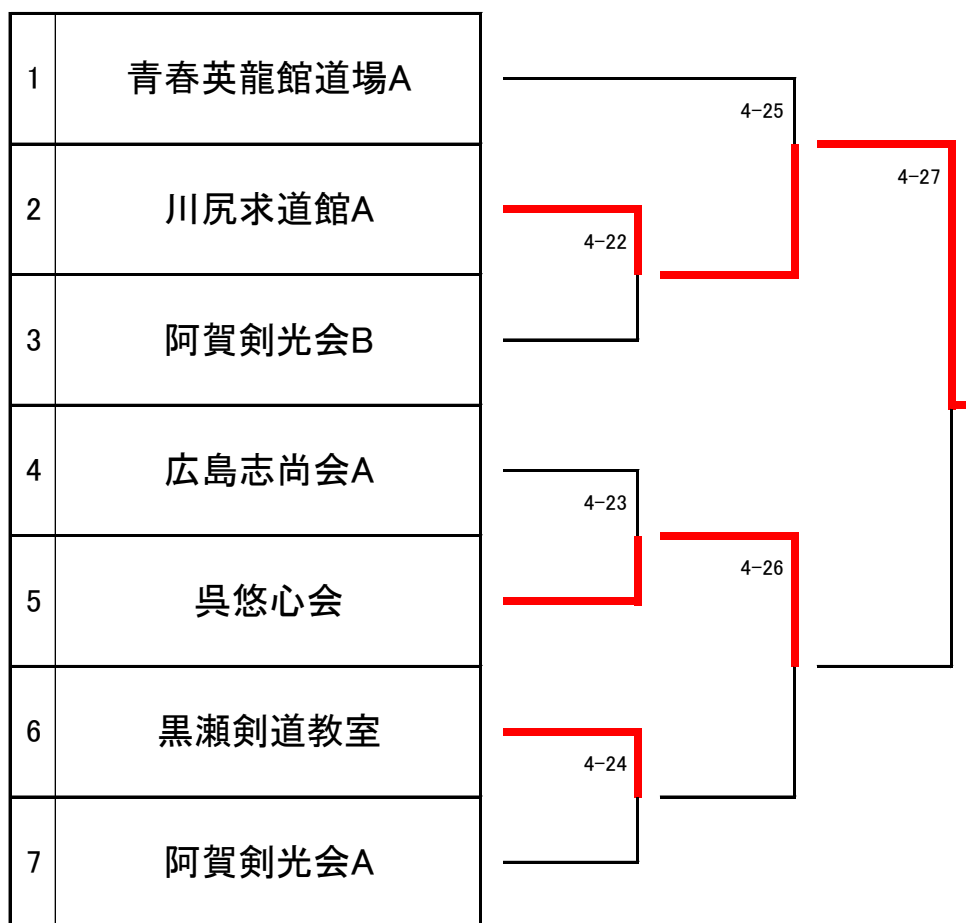 1 青春英龍館道場A
4-25
4-27
2 川尻求道館A
4-22
3 阿賀剣光会B
4 広島志尚会A
4-23
4-26
5 呉悠心会
6 黒瀬剣道教室
4-24
7 阿賀剣光会A